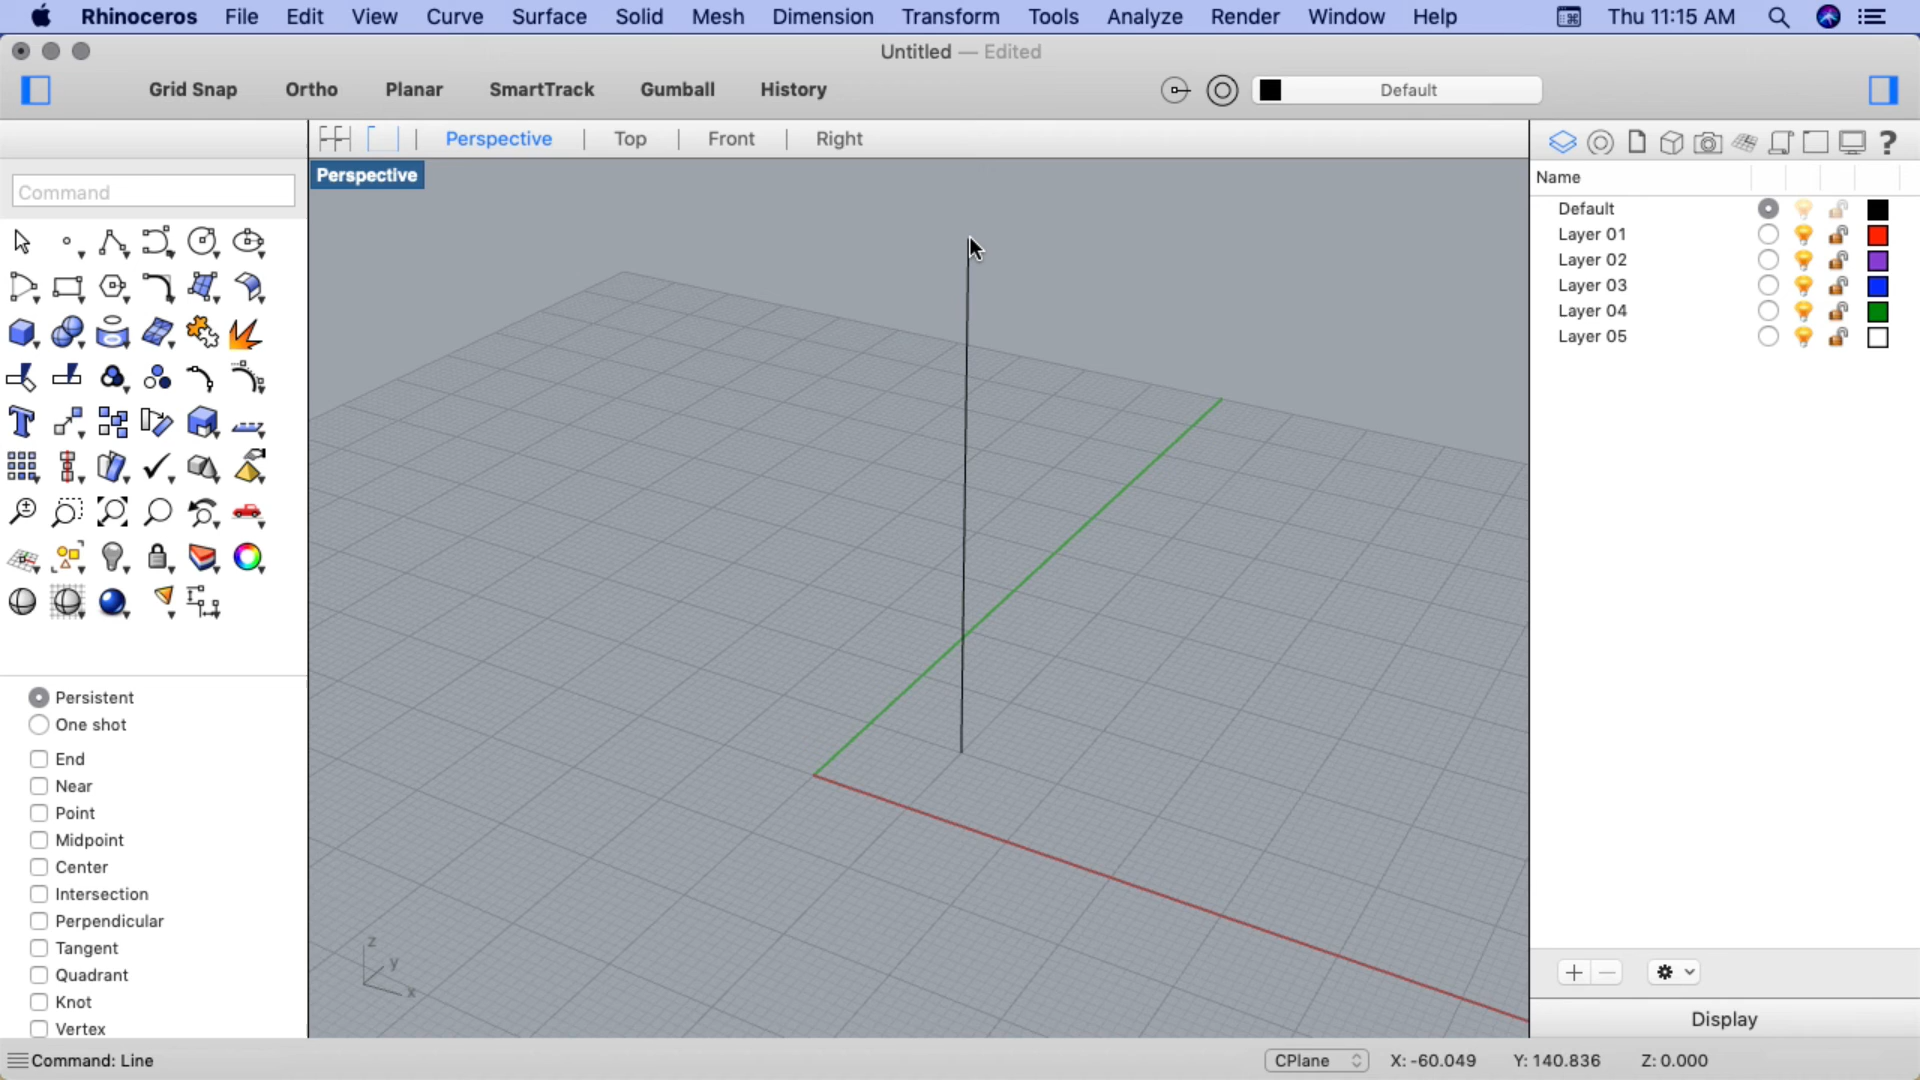 Rhinoceros File Edit View Curve Surface Solid Mesh Dimension Transform Tools Analyze Render Window Help Thu 11:15 AM
Untitled — Edited
Grid Snap Ortho Planar SmartTrack Gumball History Default
Perspective Top Front Right
?
Perspective
Command
Name
Default
Layer 01
Layer 02
Layer 03
Layer 04
Layer 05
Persistent
One shot
End
Near
Point
Midpoint
Center
Intersection
Perpendicular
Tangent
Quadrant
Knot
Vertex
z
y
x
Display
Command: Line
CPlane X: -60.049 Y: 140.836 Z: 0.000